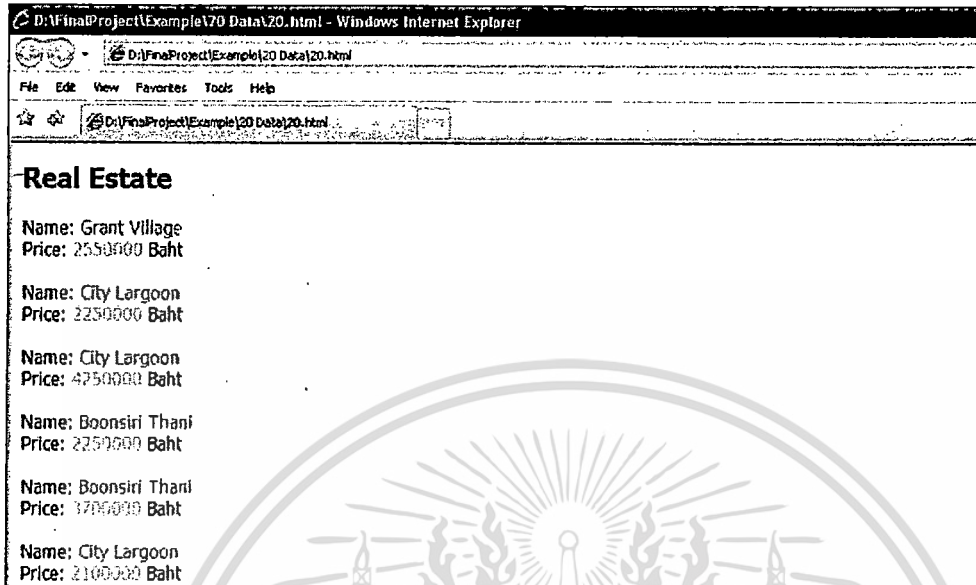 D:\FinalProject\Example\20 Data\20.html - Windows Internet Explorer
D:\FinalProject\Example\20 Data\20.html
File Edit View Favorites Tools Help
D:\FinalProject\Example\20 Data\20.html
Real Estate
Name: Grant Village
Price: 2550000 Baht
Name: City Largoon
Price: 2250000 Baht
Name: City Largoon
Price: 4250000 Baht
Name: Boonsiri Thani
Price: 2250000 Baht
Name: Boonsiri Thani
Price: 3700000 Baht
Name: City Largoon
Price: 2100000 Baht